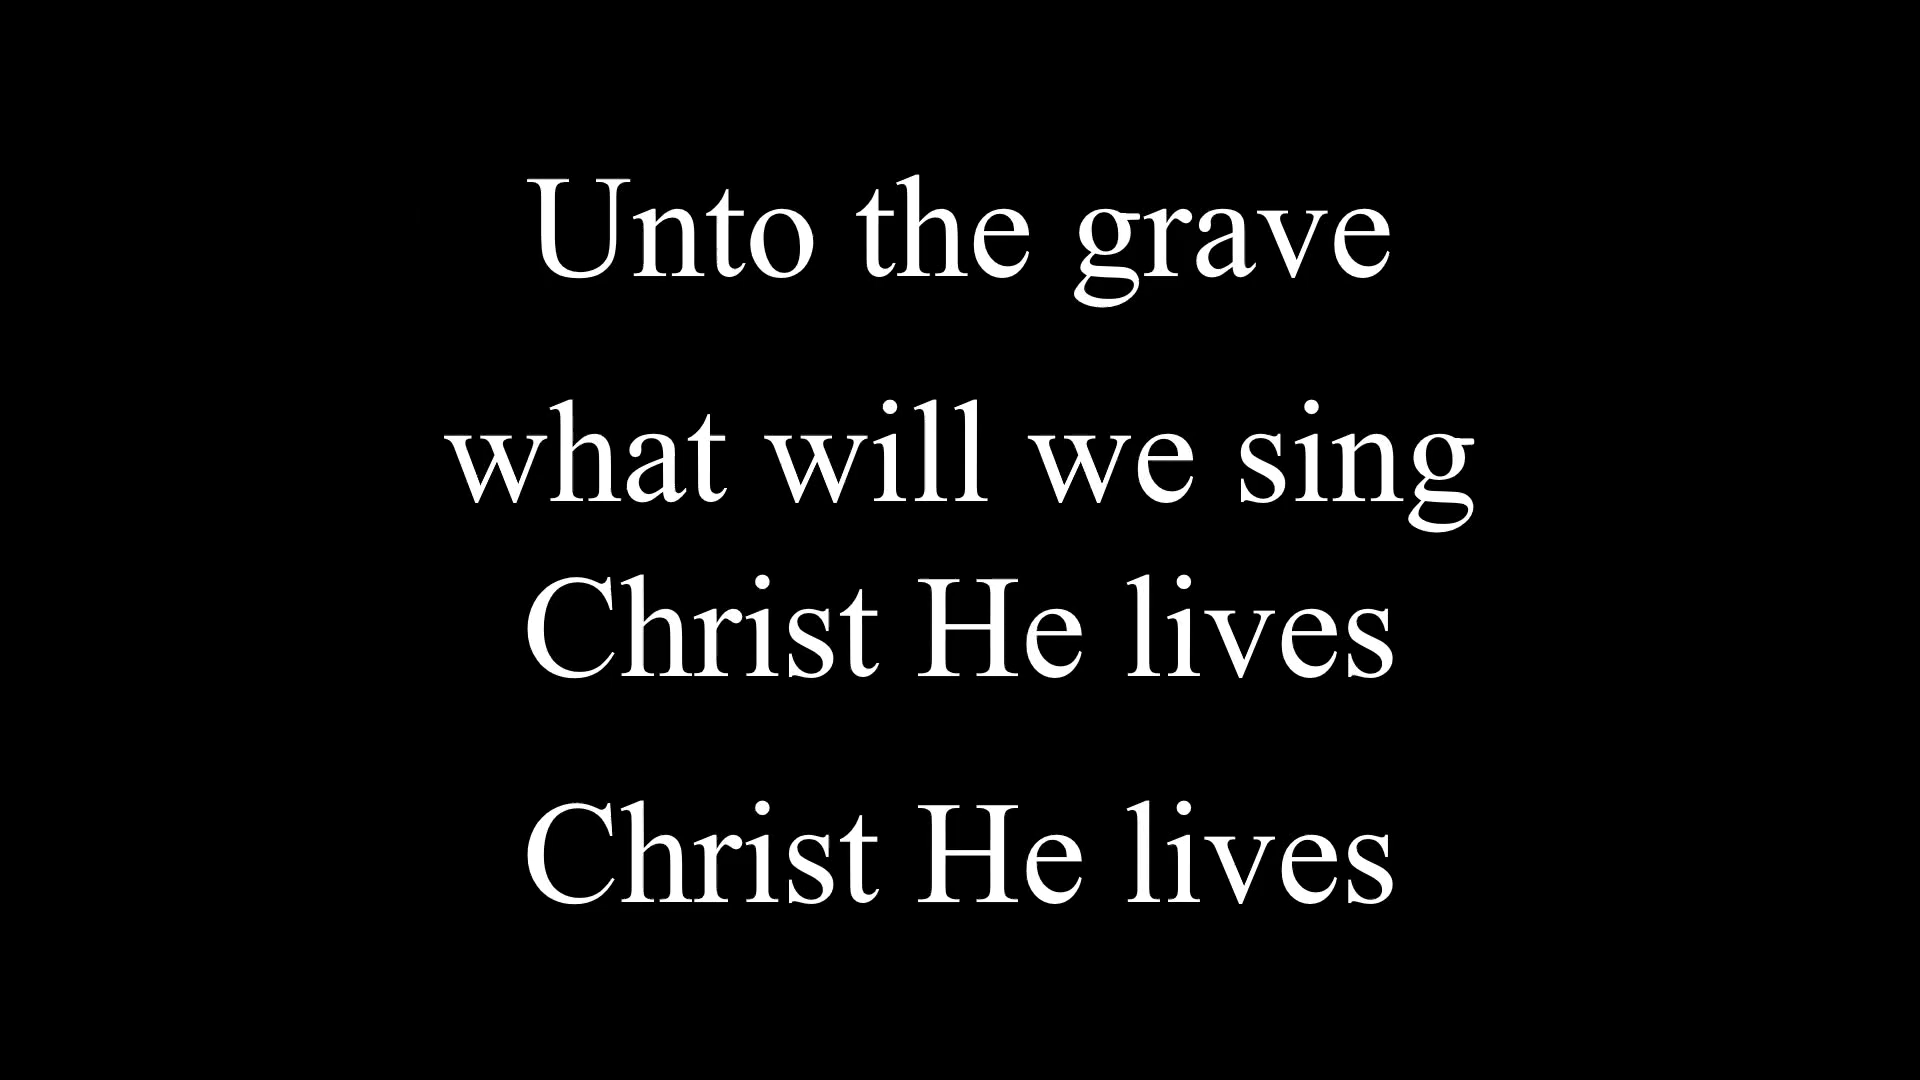 Unto the grave
what will we sing
Christ He lives
Christ He lives